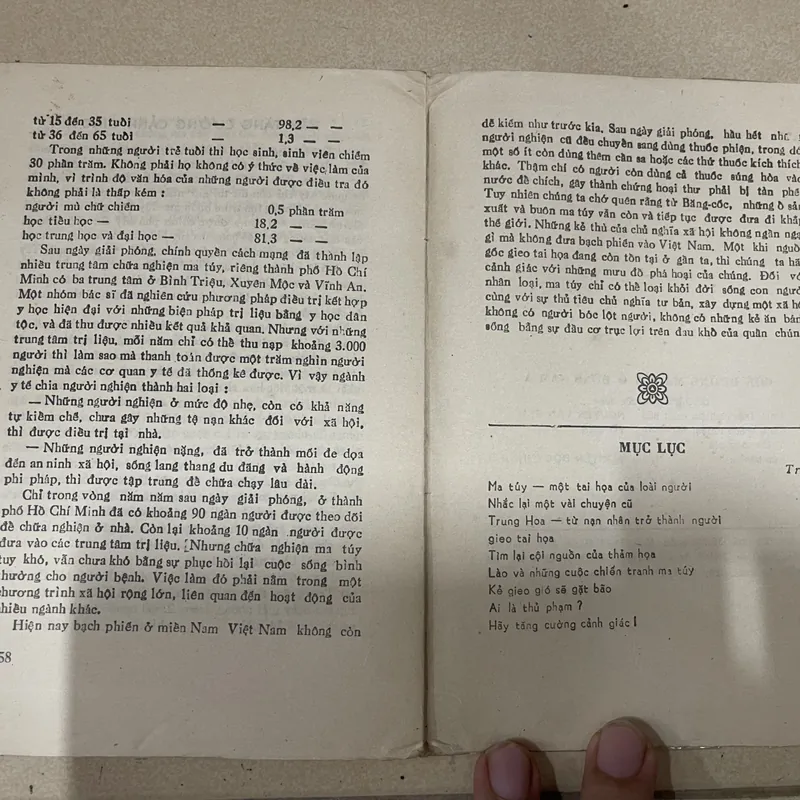 từ 15 đến 35 tuổi — 98,2 — —
từ 36 đến 65 tuổi — 1,3 — —
Trong những người trẻ tuổi thì học sinh, sinh viên chiếm
30 phần trăm. Không phải họ không có ý thức về việc làm của
mình, vì trình độ văn hóa của những người được điều tra đó
không phải là thấp kém :
người mù chữ chiếm 0,5 phần trăm
học tiểu học — 18,2 — —
học trung học và đại học — 81,3 — —
Sau ngày giải phóng, chính quyền cách mạng đã thành lập
nhiều trung tâm chữa nghiện ma túy, riêng thành phố Hồ Chí
Minh có ba trung tâm ở Bình Triệu, Xuyên Mộc và Vĩnh An.
Một nhóm bác sĩ đã nghiên cứu phương pháp điều trị kết hợp
y học hiện đại với những biện pháp trị liệu bằng y học dân
tộc, và đã thu được nhiều kết quả khả quan. Nhưng với những
trung tâm trị liệu, mỗi năm chỉ có thể thu nạp khoảng 3.000
người thì làm sao mà thanh toán được một trăm nghìn người
nghiện mà các cơ quan y tế đã thống kê được. Vì vậy ngành
y tế chia người nghiện thành hai loại :
— Những người nghiện ở mức độ nhẹ, còn có khả năng
tự kiềm chế, chưa gây những tệ nạn khác đối với xã hội,
thì được điều trị tại nhà.
— Những người nghiện nặng, đã trở thành mối đe dọa
đến an ninh xã hội, sống lang thang du đãng và hành động
phi pháp, thì được tập trung để chữa chạy lâu dài.
Chỉ trong vòng năm năm sau ngày giải phóng, ở thành
phố Hồ Chí Minh đã có khoảng 90 ngàn người được theo dõi
để chữa nghiện ở nhà. Còn lại khoảng 10 ngàn người được
đưa vào các trung tâm trị liệu. Nhưng chữa nghiện ma túy
tuy khó, vẫn chưa khó bằng sự phục hồi lại cuộc sống bình
thường cho người bệnh. Việc làm đó phải nằm trong một
chương trình xã hội rộng lớn, liên quan đến hoạt động của
nhiều ngành khác.
Hiện nay bạch phiến ở miền Nam Việt Nam không còn
58
dễ kiếm như trước kia. Sau ngày giải phóng, hầu hết
người nghiện cũ đều chuyển sang dùng thuốc phiện, trong đó
một số ít còn dùng thêm cần sa hoặc các thứ thuốc kích thích
khác. Thậm chí có người còn dùng cả thuốc súng hòa vào
nước để chích, gây thành chứng hoại thư phải bị tàn phế.
Tuy nhiên chúng ta chớ quên rằng từ Băng-cốc, những ổ sản
xuất và buôn ma túy vẫn còn và tiếp tục được đưa đi khắp
thế giới. Những kẻ thù của chủ nghĩa xã hội không ngần ngại
gì mà không đưa bạch phiến vào Việt Nam. Một khi nguồn
gốc gieo tai họa đang còn tồn tại ở gần ta, thì chúng ta hãy
cảnh giác với những mưu đồ phá hoại của chúng. Đối với
nhân loại, ma túy chỉ có thể loại khỏi đời sống con người
cùng với sự thủ tiêu chủ nghĩa tư bản, xây dựng một xã hội
không có người bóc lột người, không có những kẻ ăn bám
sống bằng sự đầu cơ trục lợi trên đau khổ của quần chúng
MỤC LỤC
Tr
Ma túy — một tai họa của loài người
Nhắc lại một vài chuyện cũ
Trung Hoa — từ nạn nhân trở thành người
gieo tai họa
Tìm lại cội nguồn của thảm họa
Lào và những cuộc chiến tranh ma túy
Kẻ gieo gió sẽ gặt bão
Ai là thủ phạm ?
Hãy tăng cường cảnh giác !